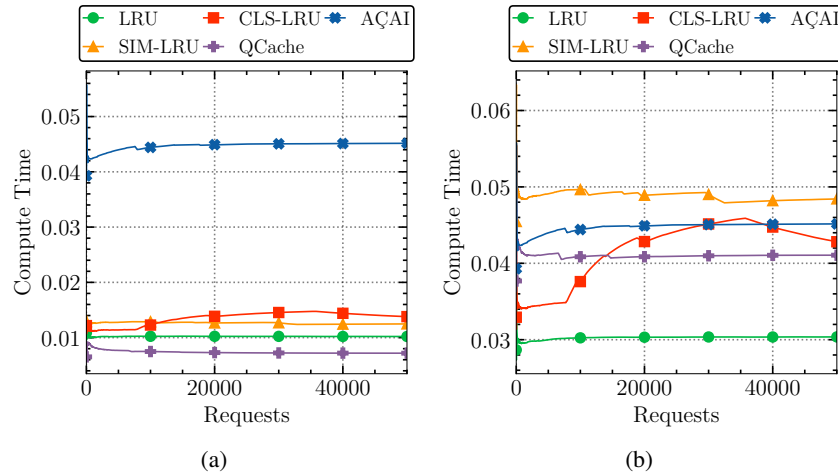 LRU CLS-LRU AÇAI
SIM-LRU QCache
0.05
0.04
0.03
0.02
0.01
Compute Time
0 20000 40000
Requests
(a)
LRU CLS-LRU AÇAI
SIM-LRU QCache
0.06
0.05
0.04
0.03
Compute Time
0 20000 40000
Requests
(b)